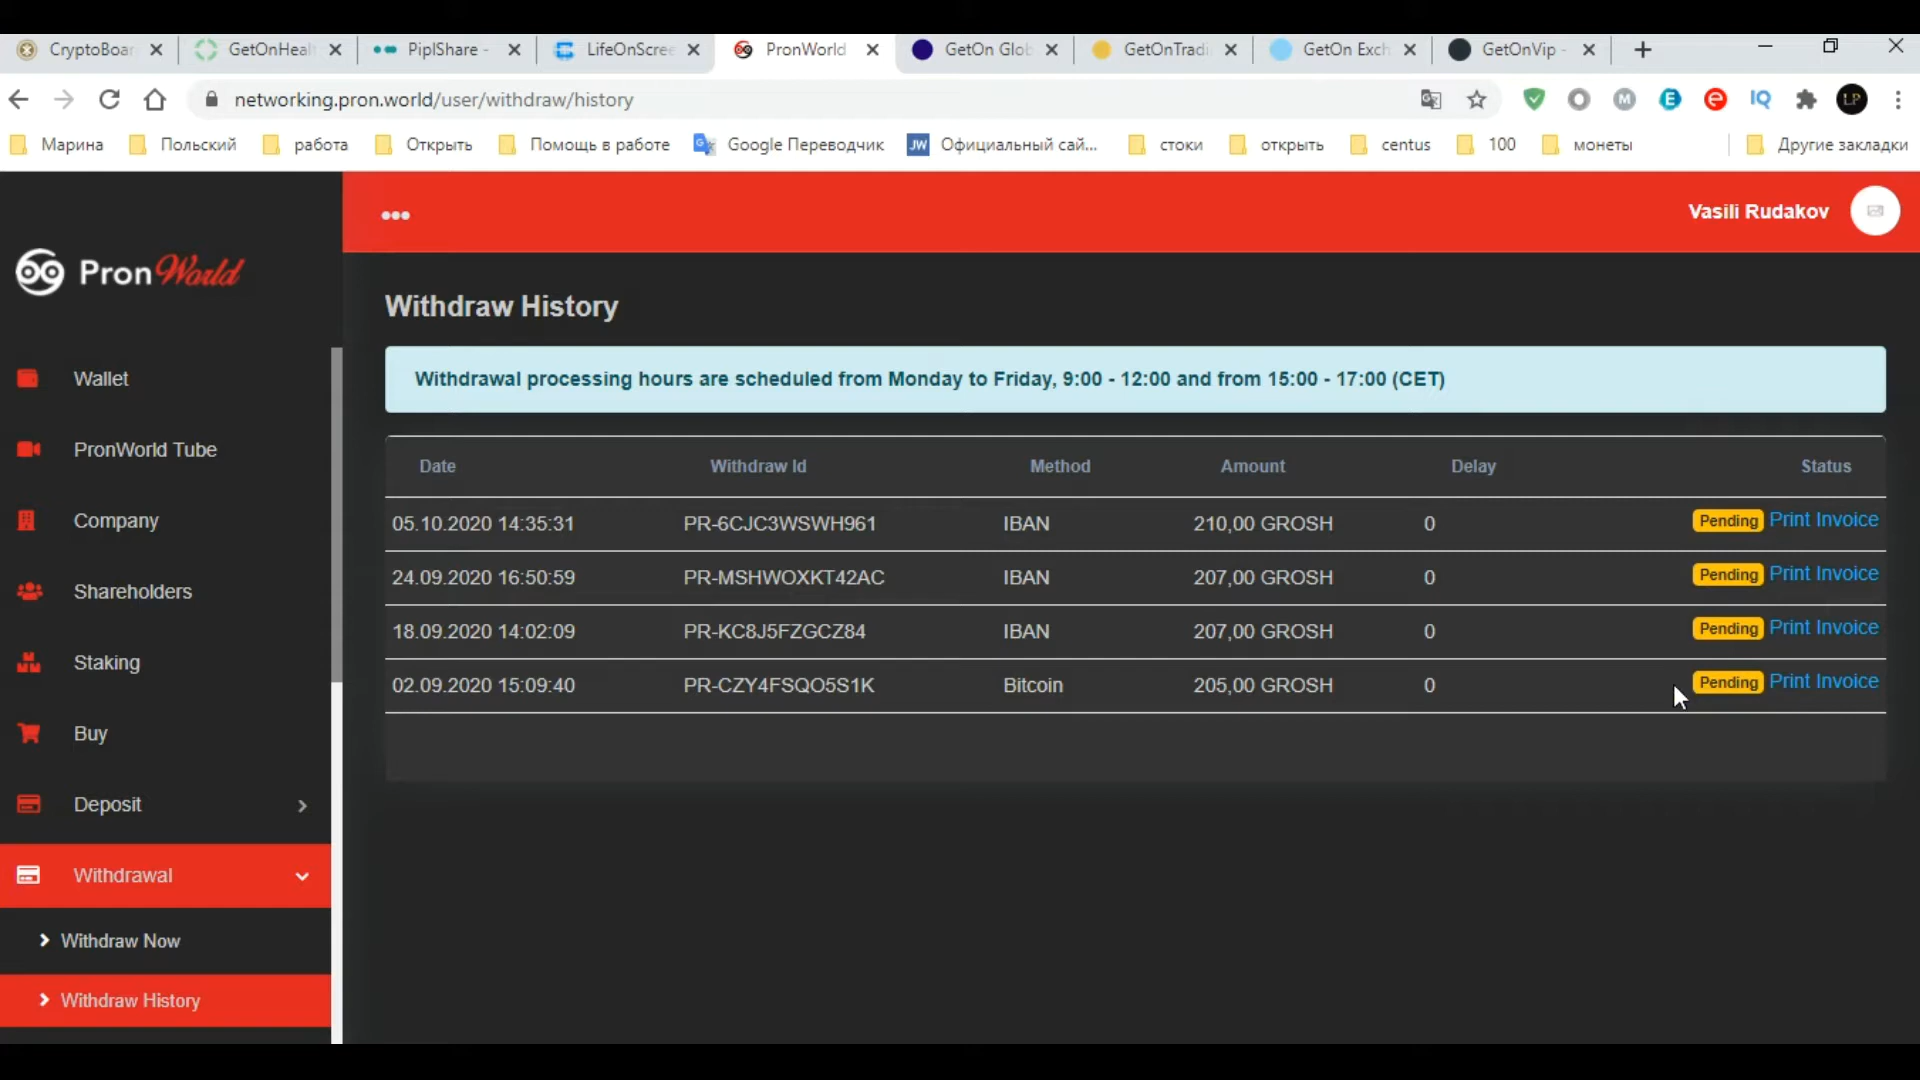 CryptoBoar GetOnHealt PiplShare - LifeOnScree PronWorld GetOn Glob GetOnTradi GetOn Exch GetOnVip -
networking.pron.world/user/withdraw/history
Марина Польский работа Открыть Помощь в работе Google Переводчик Официальный сай... стоки открыть centus 100 монеты Другие закладки
Vasili Rudakov
PronWorld
Withdraw History
Withdrawal processing hours are scheduled from Monday to Friday, 9:00 - 12:00 and from 15:00 - 17:00 (CET)
Wallet
PronWorld Tube
Company
Shareholders
Staking
Buy
Deposit
Withdrawal
Withdraw Now
Withdraw History
Date Withdraw Id Method Amount Delay Status
05.10.2020 14:35:31 PR-6CJC3WSWH961 IBAN 210,00 GROSH 0 Pending Print Invoice
24.09.2020 16:50:59 PR-MSHWOXKT42AC IBAN 207,00 GROSH 0 Pending Print Invoice
18.09.2020 14:02:09 PR-KC8J5FZGCZ84 IBAN 207,00 GROSH 0 Pending Print Invoice
02.09.2020 15:09:40 PR-CZY4FSQO5S1K Bitcoin 205,00 GROSH 0 Pending Print Invoice